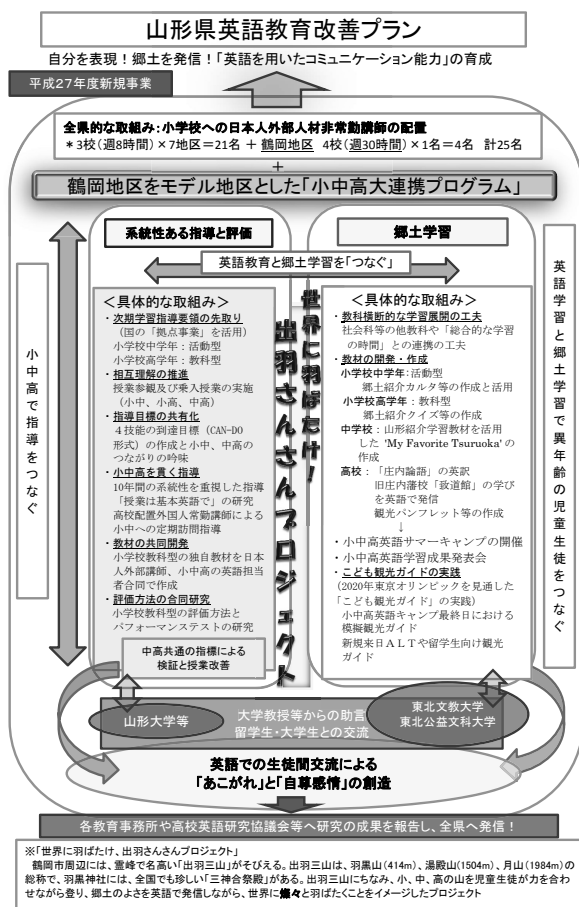 山形県英語教育改善プラン
自分を表現！郷土を発信！「英語を用いたコミュニケーション能力」の育成
平成27年度新規事業
全県的な取組み：小学校への日本人外部人材非常勤講師の配置
＊3校（週8時間）×7地区＝21名 ＋ 鶴岡地区 4校（週30時間）×1名＝4名 計25名
＋
鶴岡地区をモデル地区とした「小中高大連携プログラム」
小中高で指導をつなぐ
系統性ある指導と評価
郷土学習
英語教育と郷土学習を「つなぐ」
＜具体的な取組み＞
・次期学習指導要領の先取り
（国の「拠点事業」を活用）
小学校中学年：活動型
小学校高学年：教科型
・相互理解の推進
授業参観及び乗入授業の実施
（小中、小高、中高）
・指導目標の共有化
４技能の到達目標（CAN-DO
形式）の作成と小中、中高の
つながりの吟味
・小中高を貫く指導
10年間の系統性を重視した指導
「授業は基本英語で」の研究
高校配置外国人常勤講師による
小中への定期訪問指導
・教材の共同開発
小学校教科型の独自教材を日本
人外部講師、小中高の英語担当
者合同で作成
・評価方法の合同研究
小学校教科型の評価方法と
パフォーマンステストの研究
中高共通の指標による
検証と授業改善
世界に羽ばたけ！
出羽さんさんプロジェクト
＜具体的な取組み＞
・教科横断的な学習展開の工夫
社会科等の他教科や「総合的な学習
の時間」との連携の工夫
・教材の開発・作成
小学校中学年：活動型
郷土紹介カルタ等の作成と活用
小学校高学年：教科型
郷土紹介クイズ等の作成
中学校：山形紹介学習教材を活用
した 'My Favorite Tsuruoka' の
作成
高校：「庄内論語」の英訳
旧庄内藩校「致道館」の学び
を英語で発信
観光パンフレット等の作成
↓
・小中高英語サマーキャンプの開催
・小中高英語学習成果発表会
・こども観光ガイドの実践
（2020年東京オリンピックを見通した
「こども観光ガイド」の実践）
小中高英語キャンプ最終日における
模擬観光ガイド
新規来日ＡＬＴや留学生向け観光
ガイド
英語学習と郷土学習で異年齢の児童生徒をつなぐ
山形大学等
大学教授等からの助言
留学生・大学生との交流
東北文教大学
東北公益文科大学
英語での生徒間交流による
「あこがれ」と「自尊感情」の創造
各教育事務所や高校英語研究協議会等へ研究の成果を報告し、全県へ発信！
※「世界に羽ばたけ、出羽さんさんプロジェクト」
鶴岡市周辺には、霊峰で名高い「出羽三山」がそびえる。出羽三山は、羽黒山（414m）、湯殿山（1504m）、月山（1984m）の
総称で、羽黒神社には、全国でも珍しい「三神合祭殿」がある。出羽三山にちなみ、小、中、高の山を児童生徒が力を合わ
せながら登り、郷土のよさを英語で発信しながら、世界に燦々と羽ばたくことをイメージしたプロジェクト